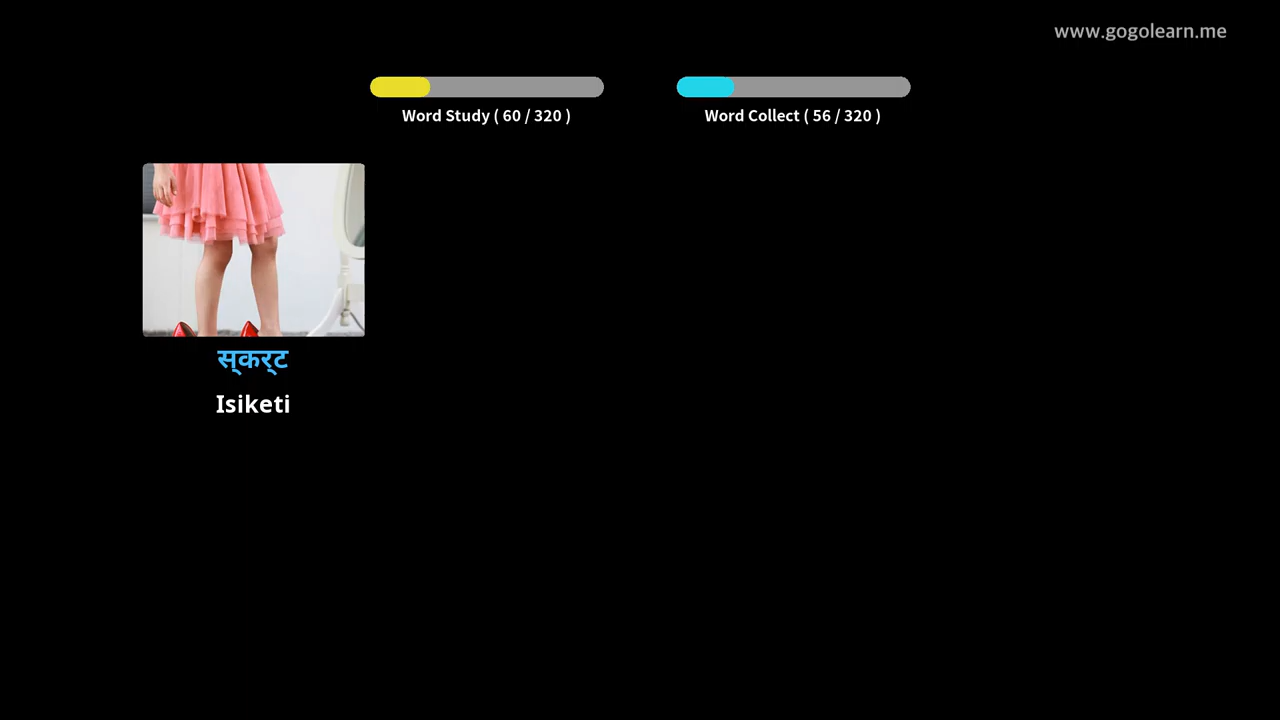 www.gogolearn.me
Word Study ( 60 / 320 )
Word Collect ( 56 / 320 )
स्कर्ट
Isiketi